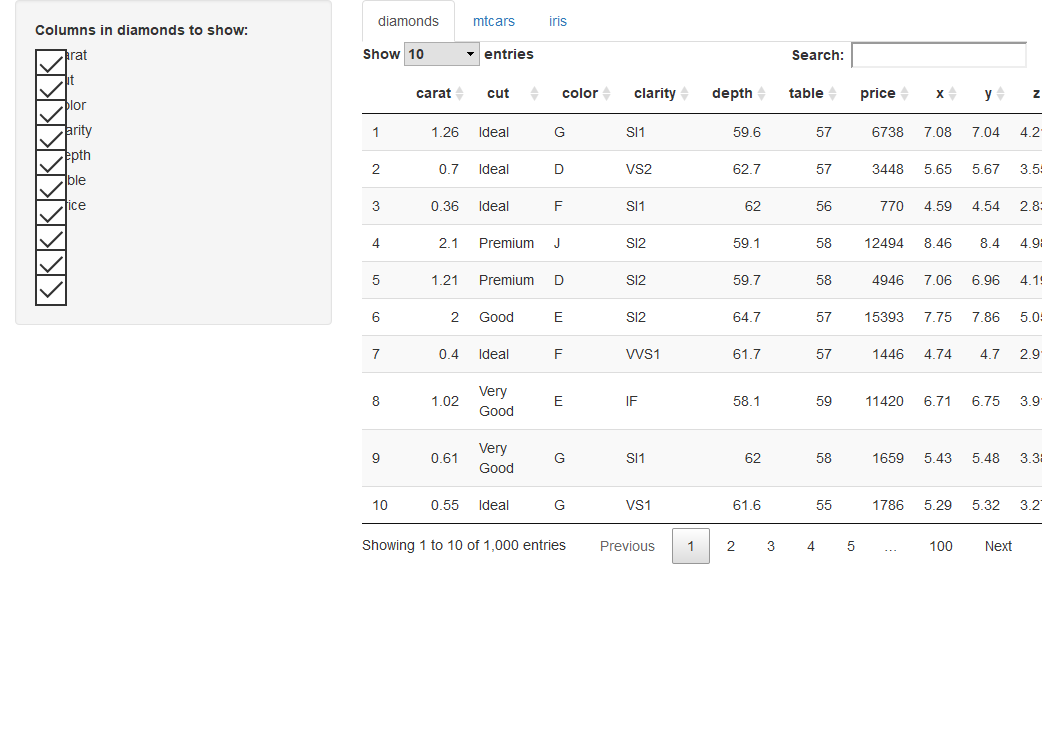 Columns in diamonds to show:
arat
ut
olor
arity
epth
ble
ice
diamonds mtcars iris
Show 10 entries Search:
carat cut color clarity depth table price x y z
1 1.26 Ideal G SI1 59.6 57 6738 7.08 7.04 4.2
2 0.7 Ideal D VS2 62.7 57 3448 5.65 5.67 3.5
3 0.36 Ideal F SI1 62 56 770 4.59 4.54 2.8
4 2.1 Premium J SI2 59.1 58 12494 8.46 8.4 4.9
5 1.21 Premium D SI2 59.7 58 4946 7.06 6.96 4.1
6 2 Good E SI2 64.7 57 15393 7.75 7.86 5.0
7 0.4 Ideal F VVS1 61.7 57 1446 4.74 4.7 2.9
8 1.02 Very Good E IF 58.1 59 11420 6.71 6.75 3.9
9 0.61 Very Good G SI1 62 58 1659 5.43 5.48 3.3
10 0.55 Ideal G VS1 61.6 55 1786 5.29 5.32 3.2
Showing 1 to 10 of 1,000 entries Previous 1 2 3 4 5 … 100 Next